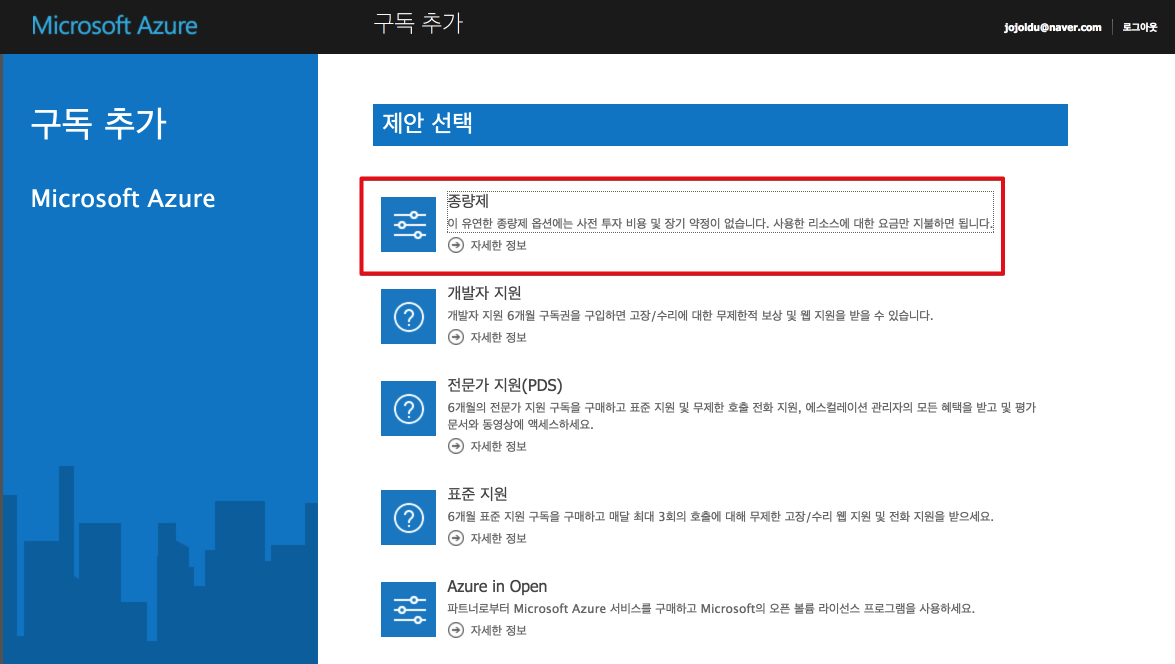 Microsoft Azure
구독 추가
jojoldu@naver.com
로그아웃
구독 추가
Microsoft Azure
제안 선택
종량제
이 유연한 종량제 옵션에는 사전 투자 비용 및 장기 약정이 없습니다. 사용한 리소스에 대한 요금만 지불하면 됩니다.
자세한 정보
개발자 지원
개발자 지원 6개월 구독권을 구입하면 고장/수리에 대한 무제한적 보상 및 웹 지원을 받을 수 있습니다.
자세한 정보
전문가 지원(PDS)
6개월의 전문가 지원 구독을 구매하고 표준 지원 및 무제한 호출 전화 지원, 에스컬레이션 관리자의 모든 혜택을 받고 및 평가
문서와 동영상에 액세스하세요.
자세한 정보
표준 지원
6개월 표준 지원 구독을 구매하고 매달 최대 3회의 호출에 대해 무제한 고장/수리 웹 지원 및 전화 지원을 받으세요.
자세한 정보
Azure in Open
파트너로부터 Microsoft Azure 서비스를 구매하고 Microsoft의 오픈 볼륨 라이선스 프로그램을 사용하세요.
자세한 정보